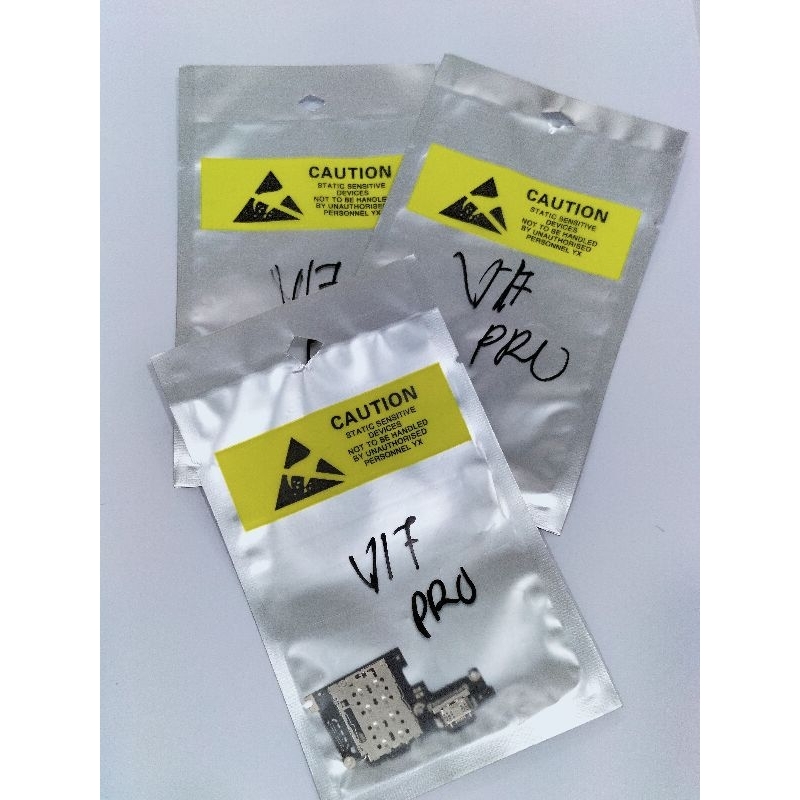 CAUTION
STATIC SENSITIVE
DEVICES
NOT TO BE HANDLED
BY UNAUTHORISED
PERSONNEL YX
V17
CAUTION
STATIC SENSITIVE
DEVICES
NOT TO BE HANDLED
BY UNAUTHORISED
PERSONNEL YX
V17
PRO
CAUTION
STATIC SENSITIVE
DEVICES
NOT TO BE HANDLED
BY UNAUTHORISED
PERSONNEL YX
V17
PRO